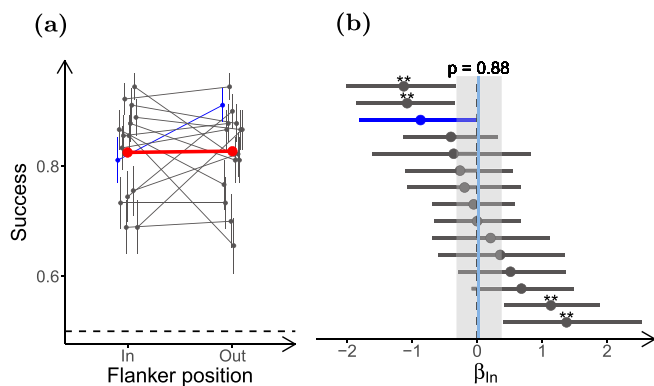 (a)
(b)
p = 0.88
**
**
**
**
Success
0.8
0.6
In Out
Flanker position
−2 −1 0 1 2
βIn